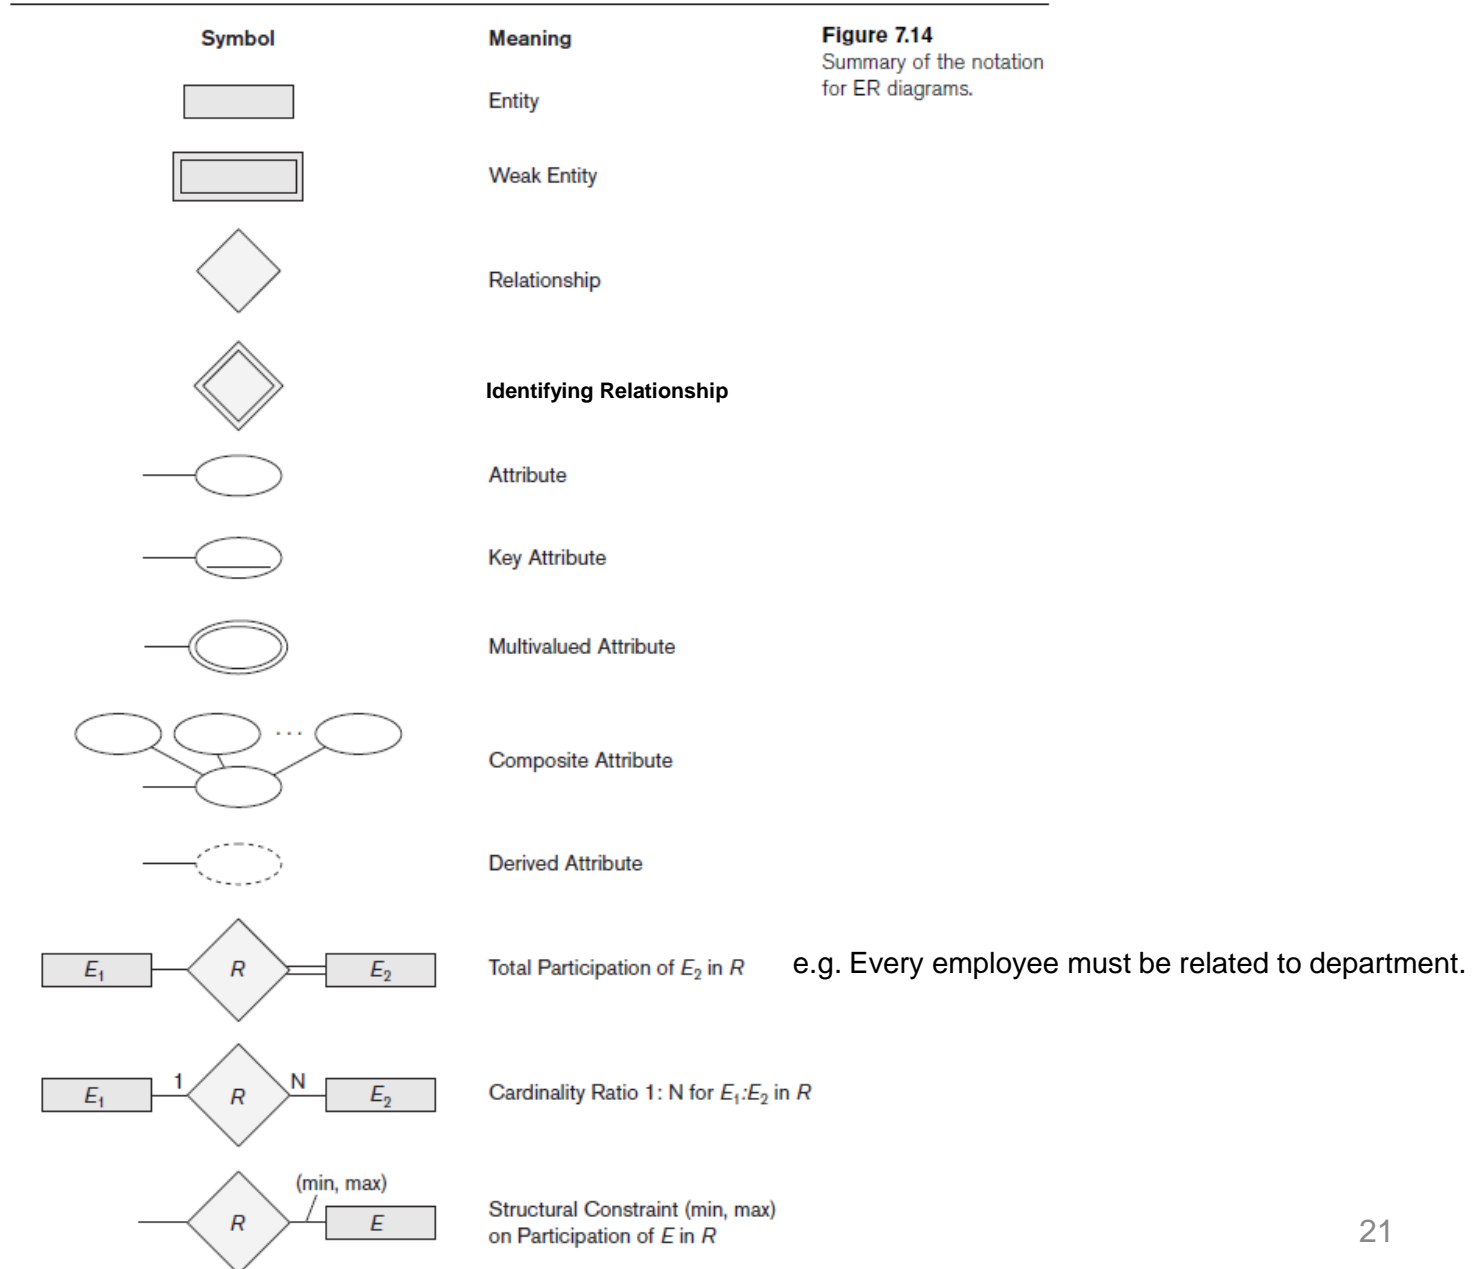 Symbol Meaning Figure 7.14
Summary of the notation
for ER diagrams.
Entity
Weak Entity
Relationship
Identifying Relationship
Attribute
Key Attribute
Multivalued Attribute
. . .
Composite Attribute
Derived Attribute
E₁ R E₂ Total Participation of E₂ in R e.g. Every employee must be related to department.
E₁ 1 R N E₂ Cardinality Ratio 1: N for E₁:E₂ in R
(min, max)
R E Structural Constraint (min, max)
on Participation of E in R
21